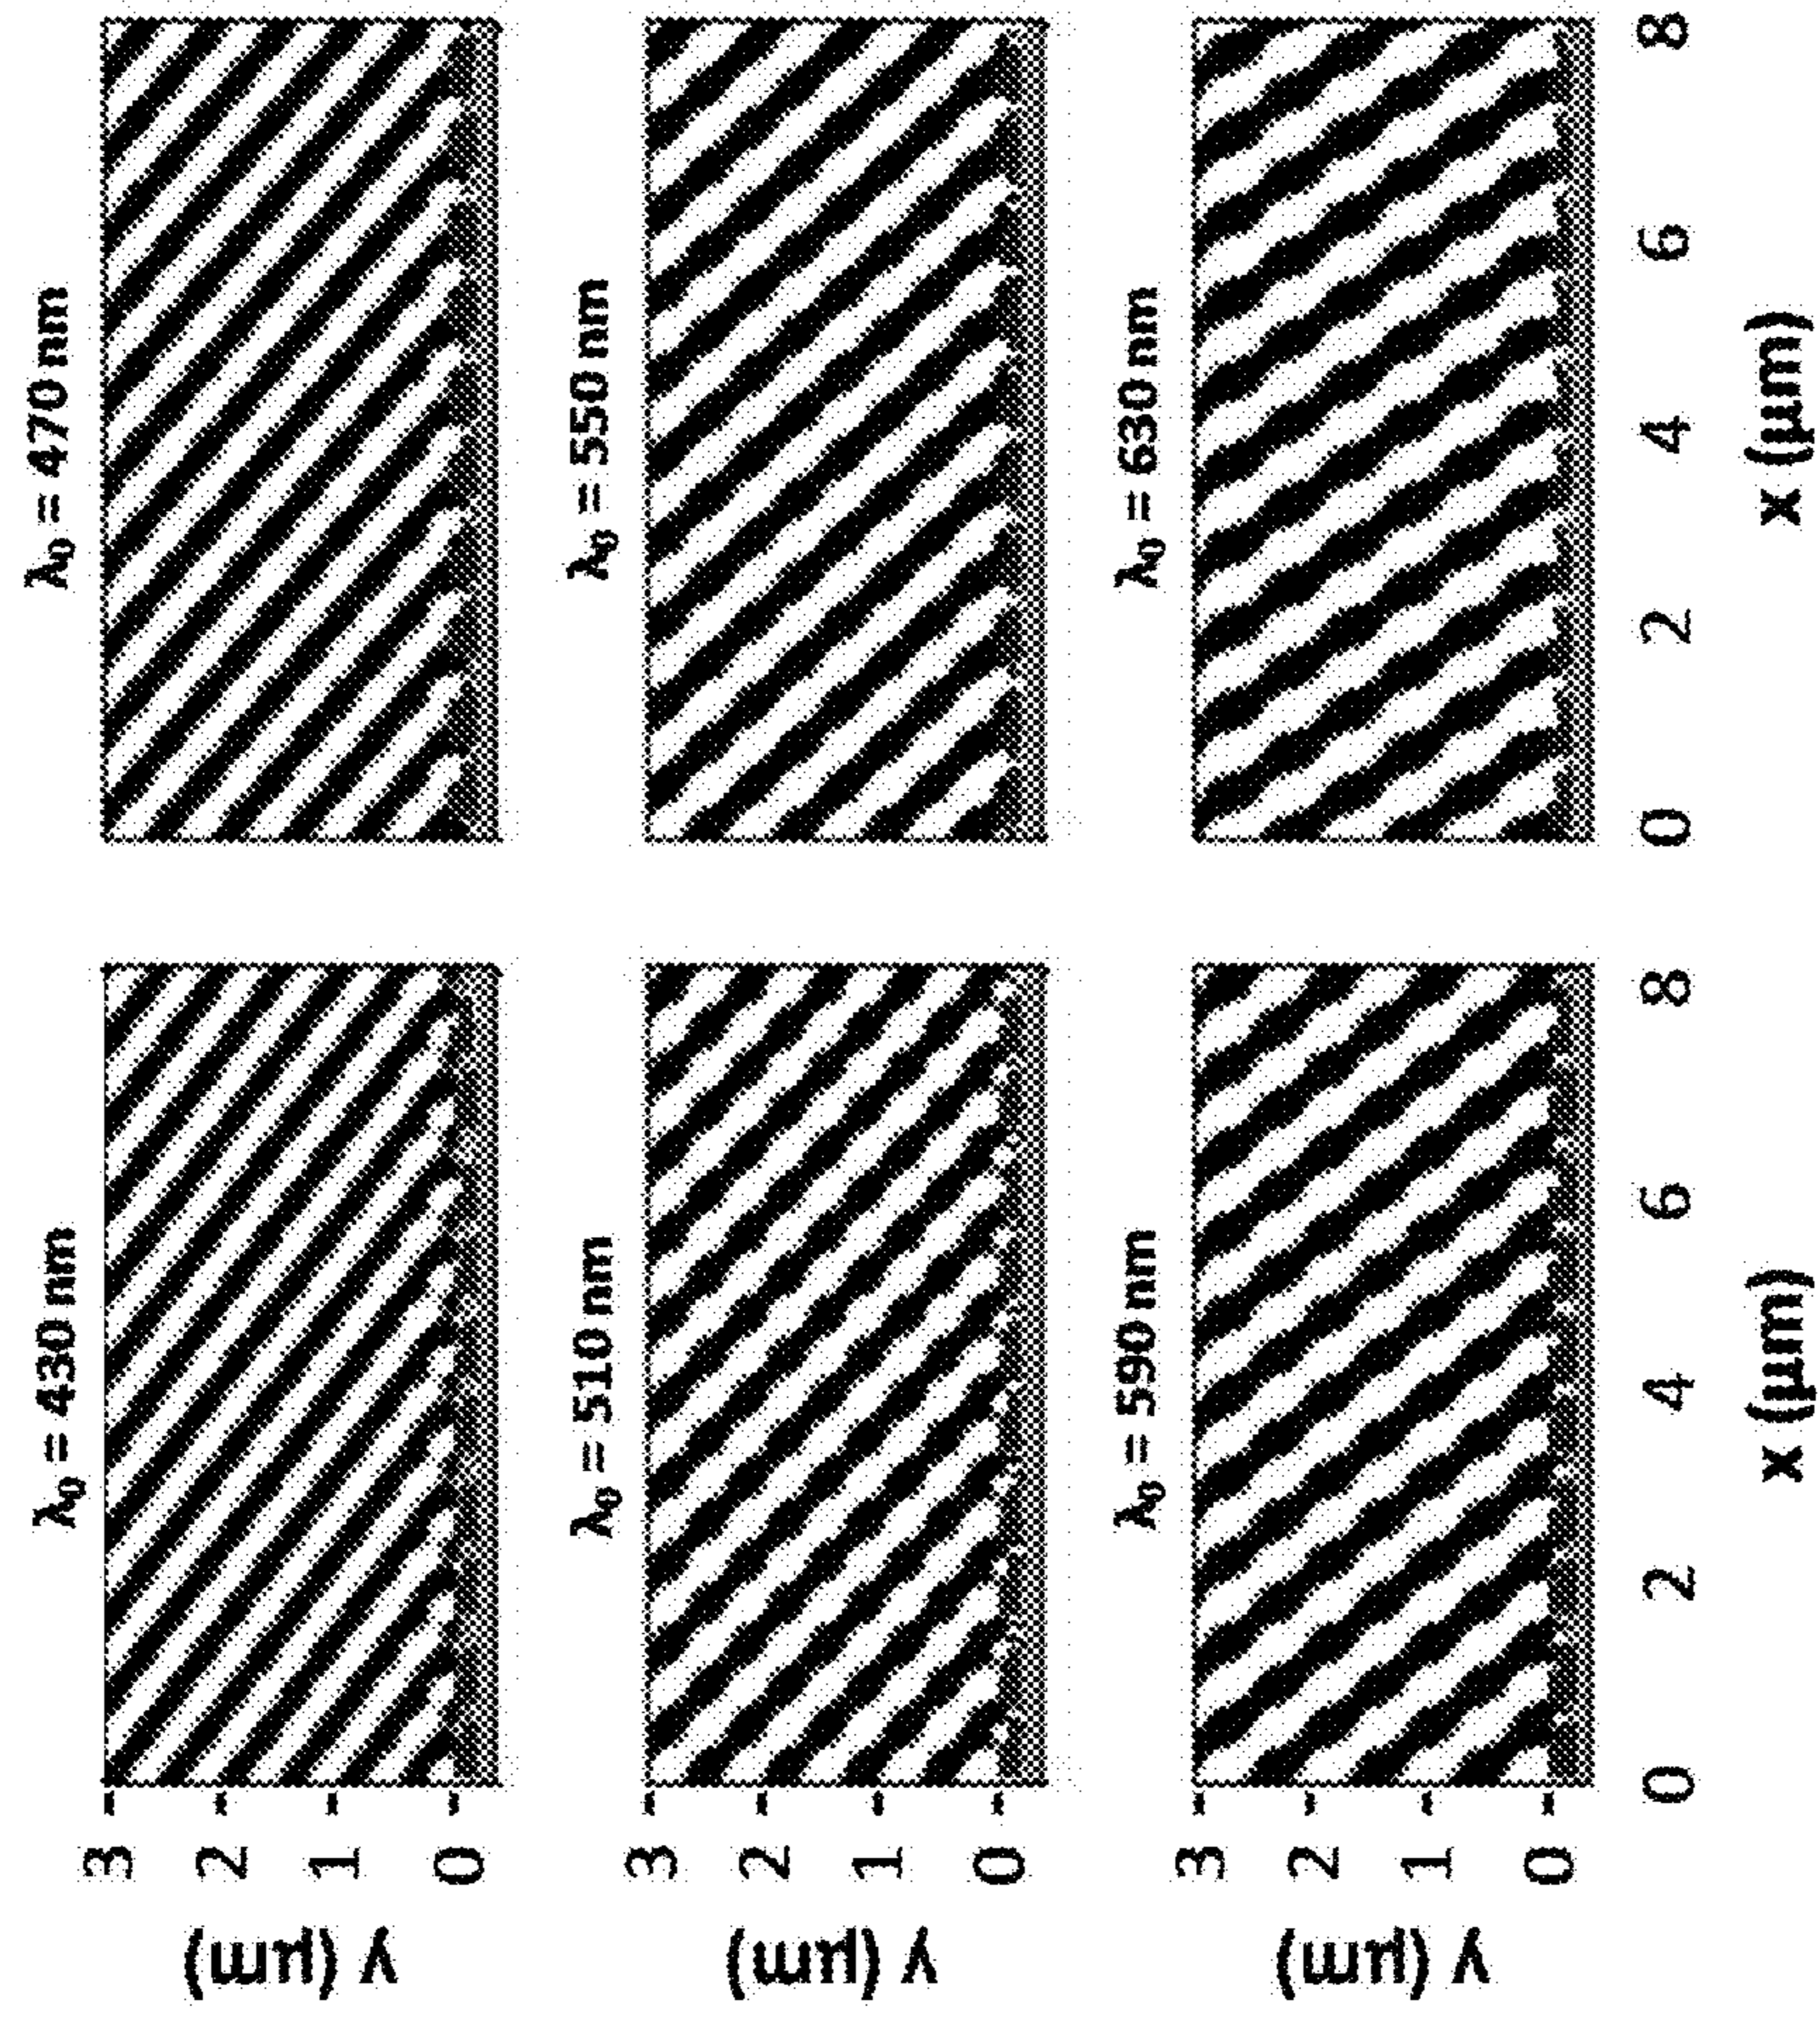 λ₀ = 430 nm
λ₀ = 470 nm
y (μm)
3
2
1
0
λ₀ = 510 nm
λ₀ = 550 nm
y (μm)
3
2
1
0
λ₀ = 590 nm
λ₀ = 630 nm
y (μm)
3
2
1
0
0 2 4 6 8
0 2 4 6 8
x (μm)
x (μm)